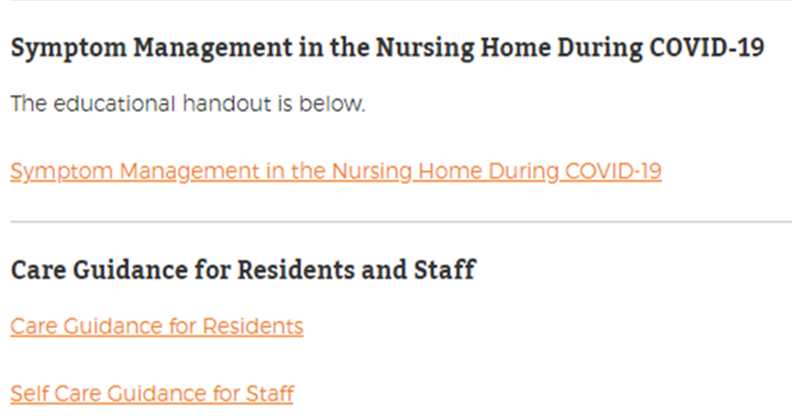 Symptom Management in the Nursing Home During COVID-19
The educational handout is below.
Symptom Management in the Nursing Home During COVID-19
Care Guidance for Residents and Staff
Care Guidance for Residents
Self Care Guidance for Staff